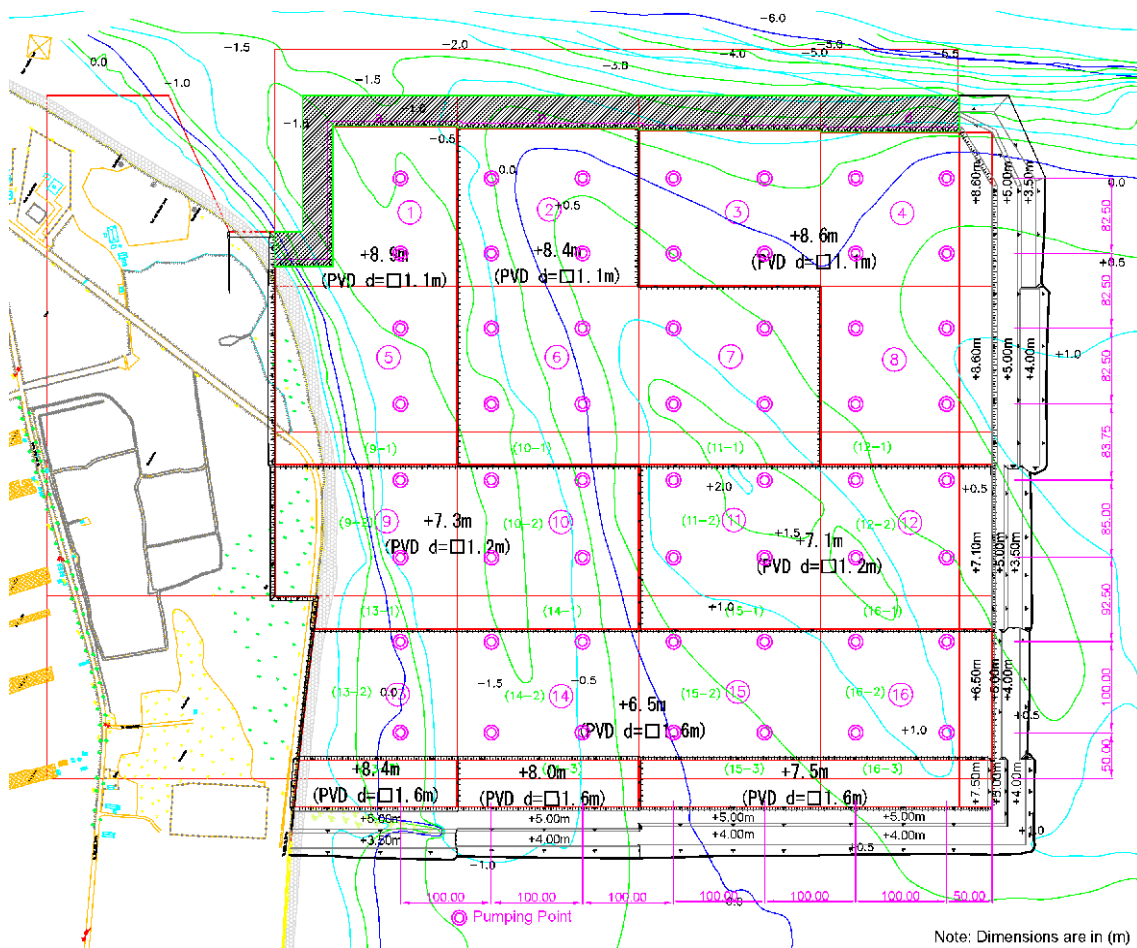 -6.0
-1.5
-2.0
-5.0
0.0
-4.0
-5.0
-5.5
-3.0
-1.0
-1.5
-1.0
-0.5
0.0
0.0
+8.60m
+5.00m
+3.50m
1
2
+0.5
3
4
82.50
+8.9m
(PVD d=□1.1m)
+8.4m
(PVD d=□1.1m)
+8.6m
(PVD d=□1.1m)
+0.5
82.50
5
6
7
8
+8.60m
+5.00m
+4.00m
+1.0
82.50
(9-1)
(10-1)
(11-1)
(12-1)
83.75
+2.0
+0.5
9
(9-2)
+7.3m
(PVD d=□1.2m)
(10-2)
10
(11-2)
11
+1.5
+7.1m
(PVD d=□1.2m)
(12-2)
12
+7.10m
+5.00m
+3.50m
85.00
(13-1)
(14-1)
+1.0
(15-1)
(16-1)
92.50
(13-2)
0.0
-1.5
(14-2)
14
-0.5
(15-2)
15
(16-2)
16
+6.5m
(PVD d=□1.6m)
+1.0
+6.50m
+5.00m
+4.00m
+0.5
100.00
+8.4m
(PVD d=□1.6m)
+8.0m
(PVD d=□1.6m)
(15-3)
+7.5m
(PVD d=□1.6m)
(16-3)
+7.50m
+5.00m
+4.00m
50.00
+5.00m
+5.00m
+5.00m
+5.00m
+3.50m
+4.00m
+4.00m
+4.00m
+1.0
-1.0
+0.5
100.00
100.00
100.00
100.00
100.00
100.00
50.00
0.0
Pumping Point
Note: Dimensions are in (m)